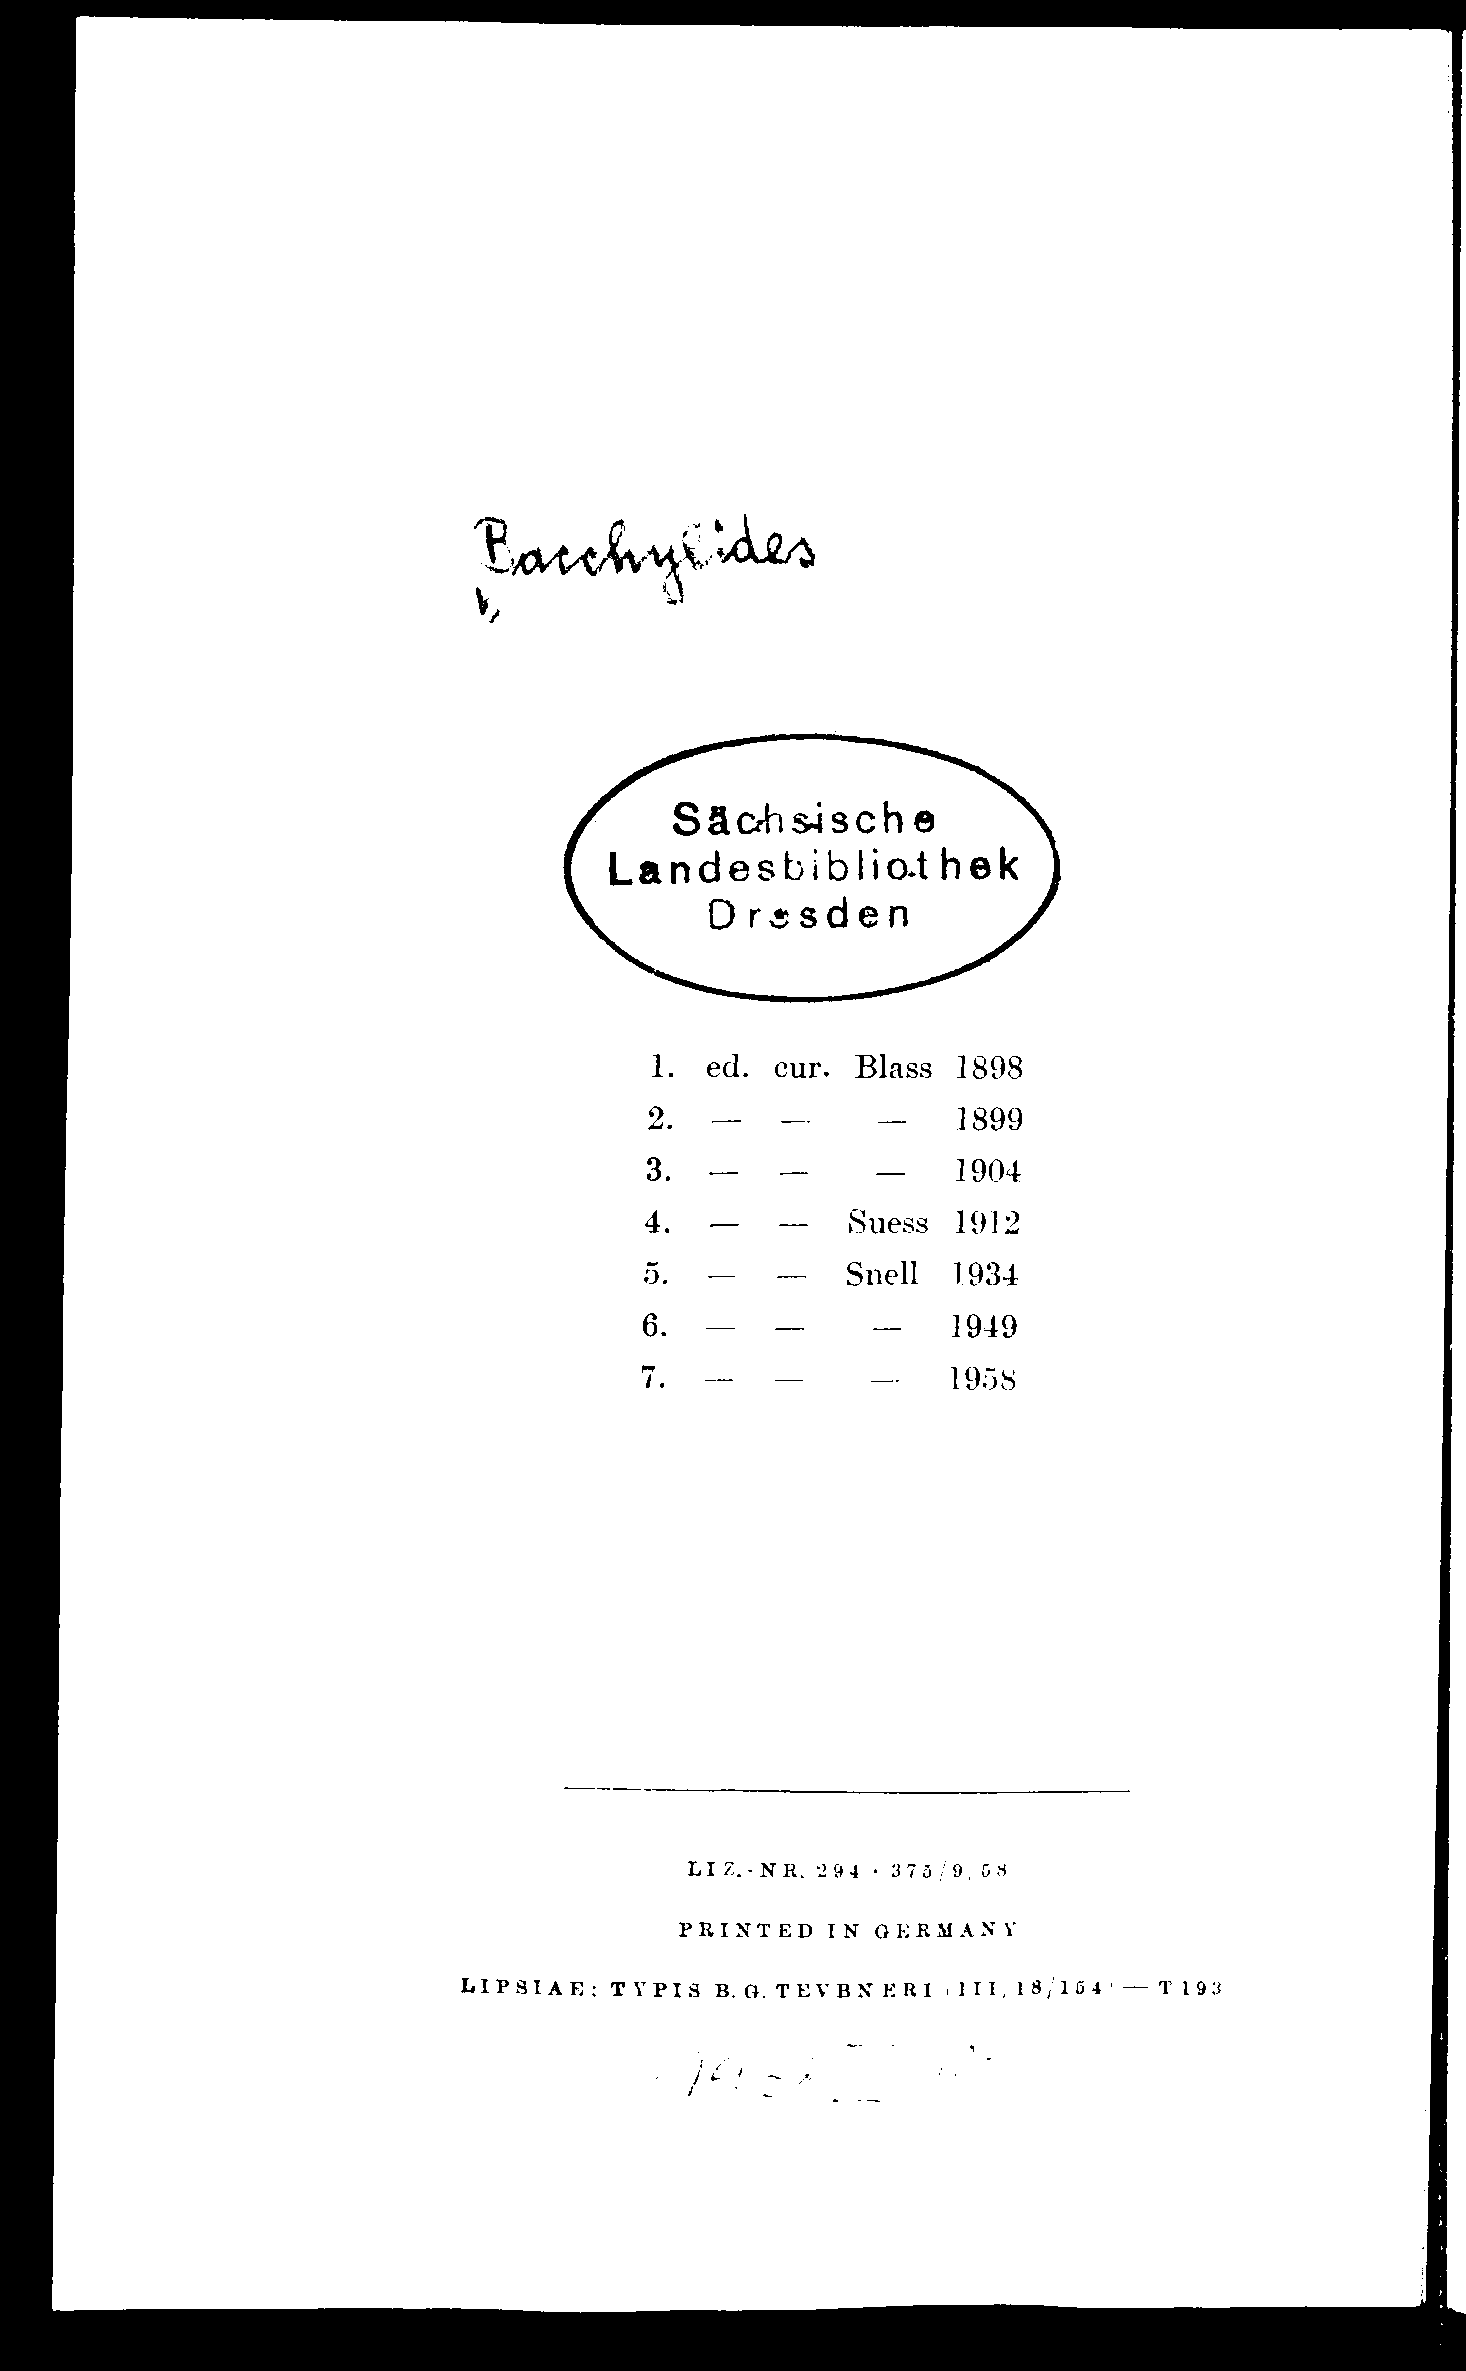 Bacchylides
Sächsische
Landesbibliothek
Dresden
1. ed. cur. Blass 1898
2. — — — 1899
3. — — — 1904
4. — — Suess 1912
5. — — Snell 1934
6. — — — 1949
7. — — — 1958
LIZ.-NR. 294 · 375/9/58
PRINTED IN GERMANY
LIPSIAE: TYPIS B. G. TEVBNERI (III, 18/154) — T 193